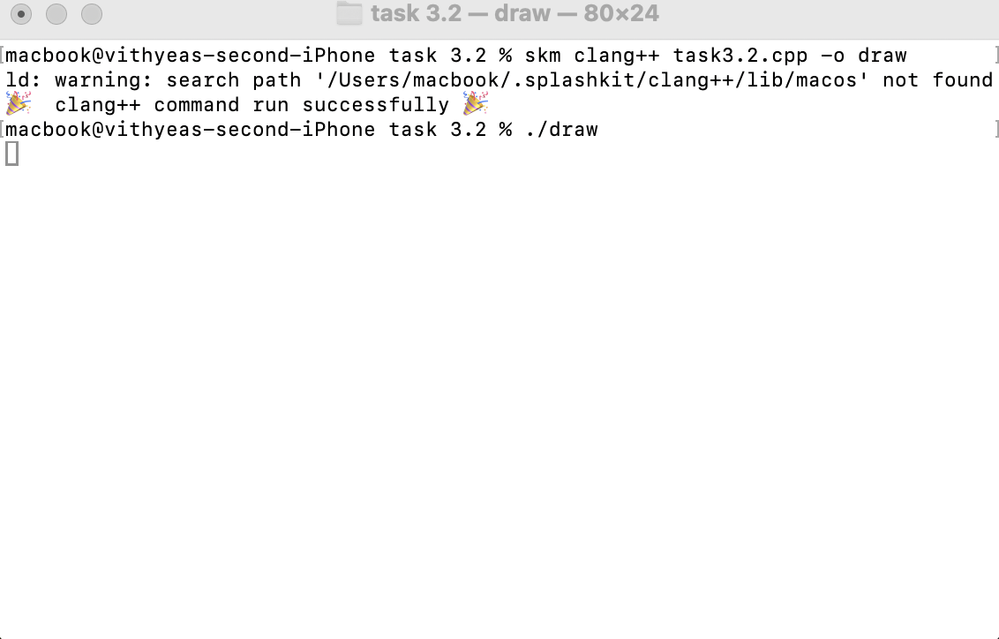 task 3.2 — draw — 80×24
[macbook@vithyeas-second-iPhone task 3.2 % skm clang++ task3.2.cpp -o draw ]
ld: warning: search path '/Users/macbook/.splashkit/clang++/lib/macos' not found
🎉 clang++ command run successfully 🎉
[macbook@vithyeas-second-iPhone task 3.2 % ./draw ]